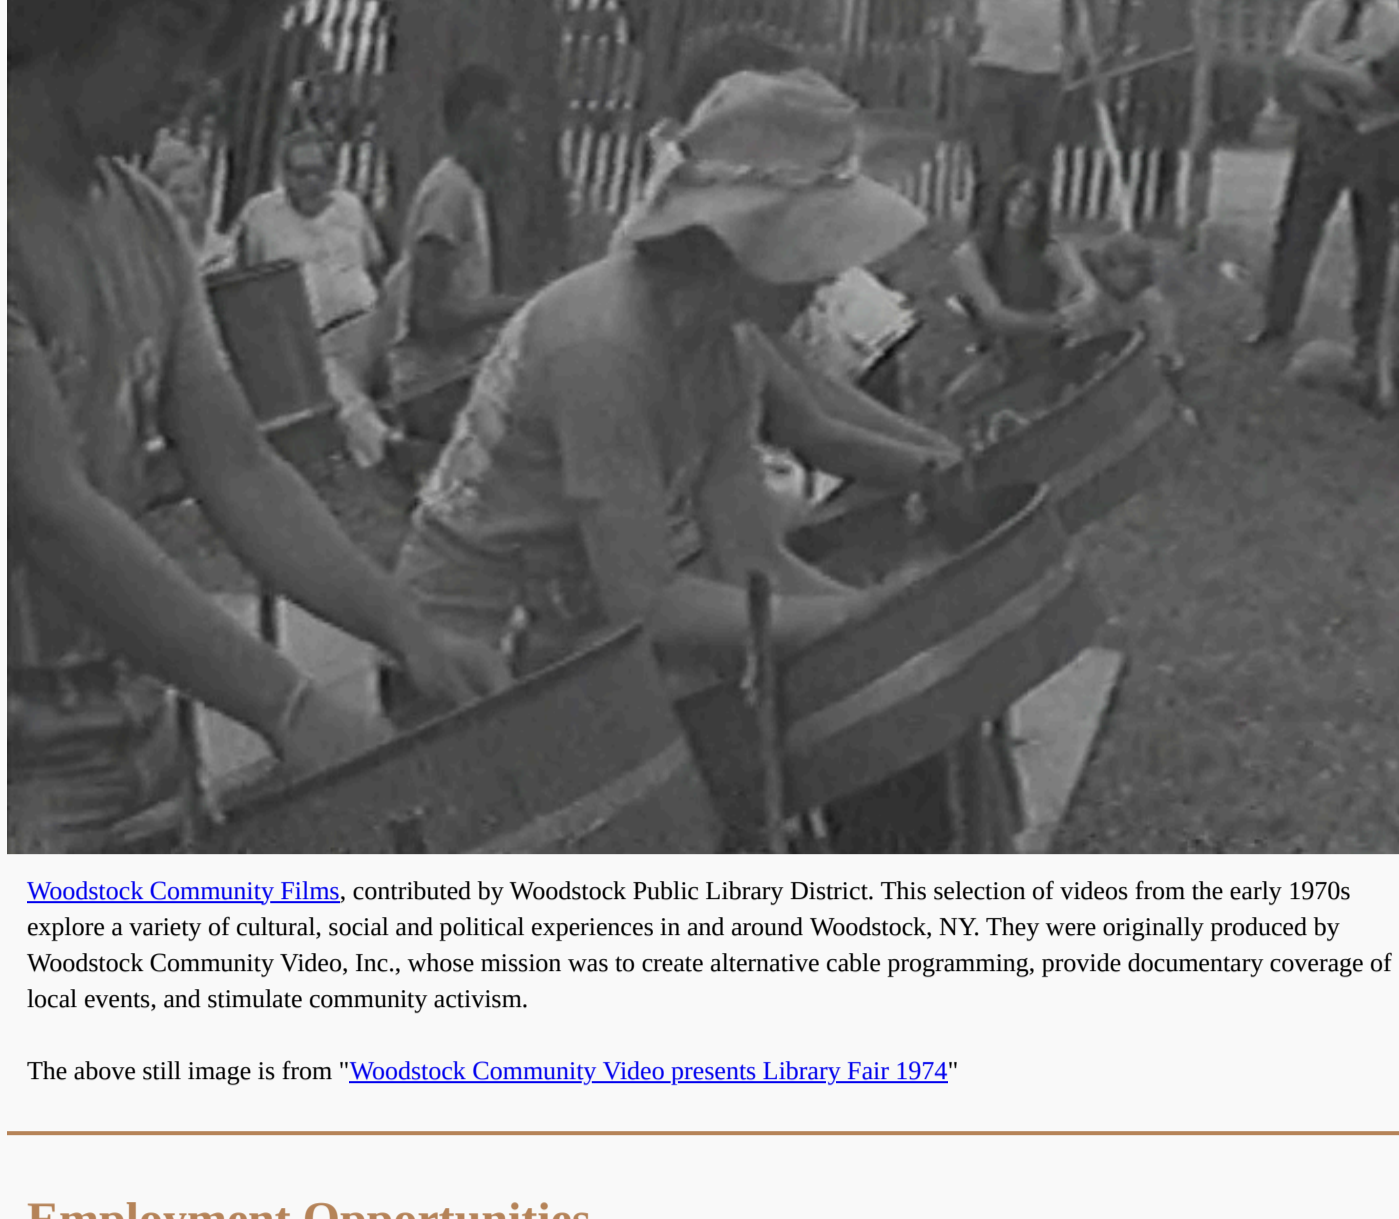 Woodstock Community Films, contributed by Woodstock Public Library District. This selection of videos from the early 1970s
explore a variety of cultural, social and political experiences in and around Woodstock, NY. They were originally produced by
Woodstock Community Video, Inc., whose mission was to create alternative cable programming, provide documentary coverage of
local events, and stimulate community activism.
The above still image is from "Woodstock Community Video presents Library Fair 1974"
Employment Opportunities